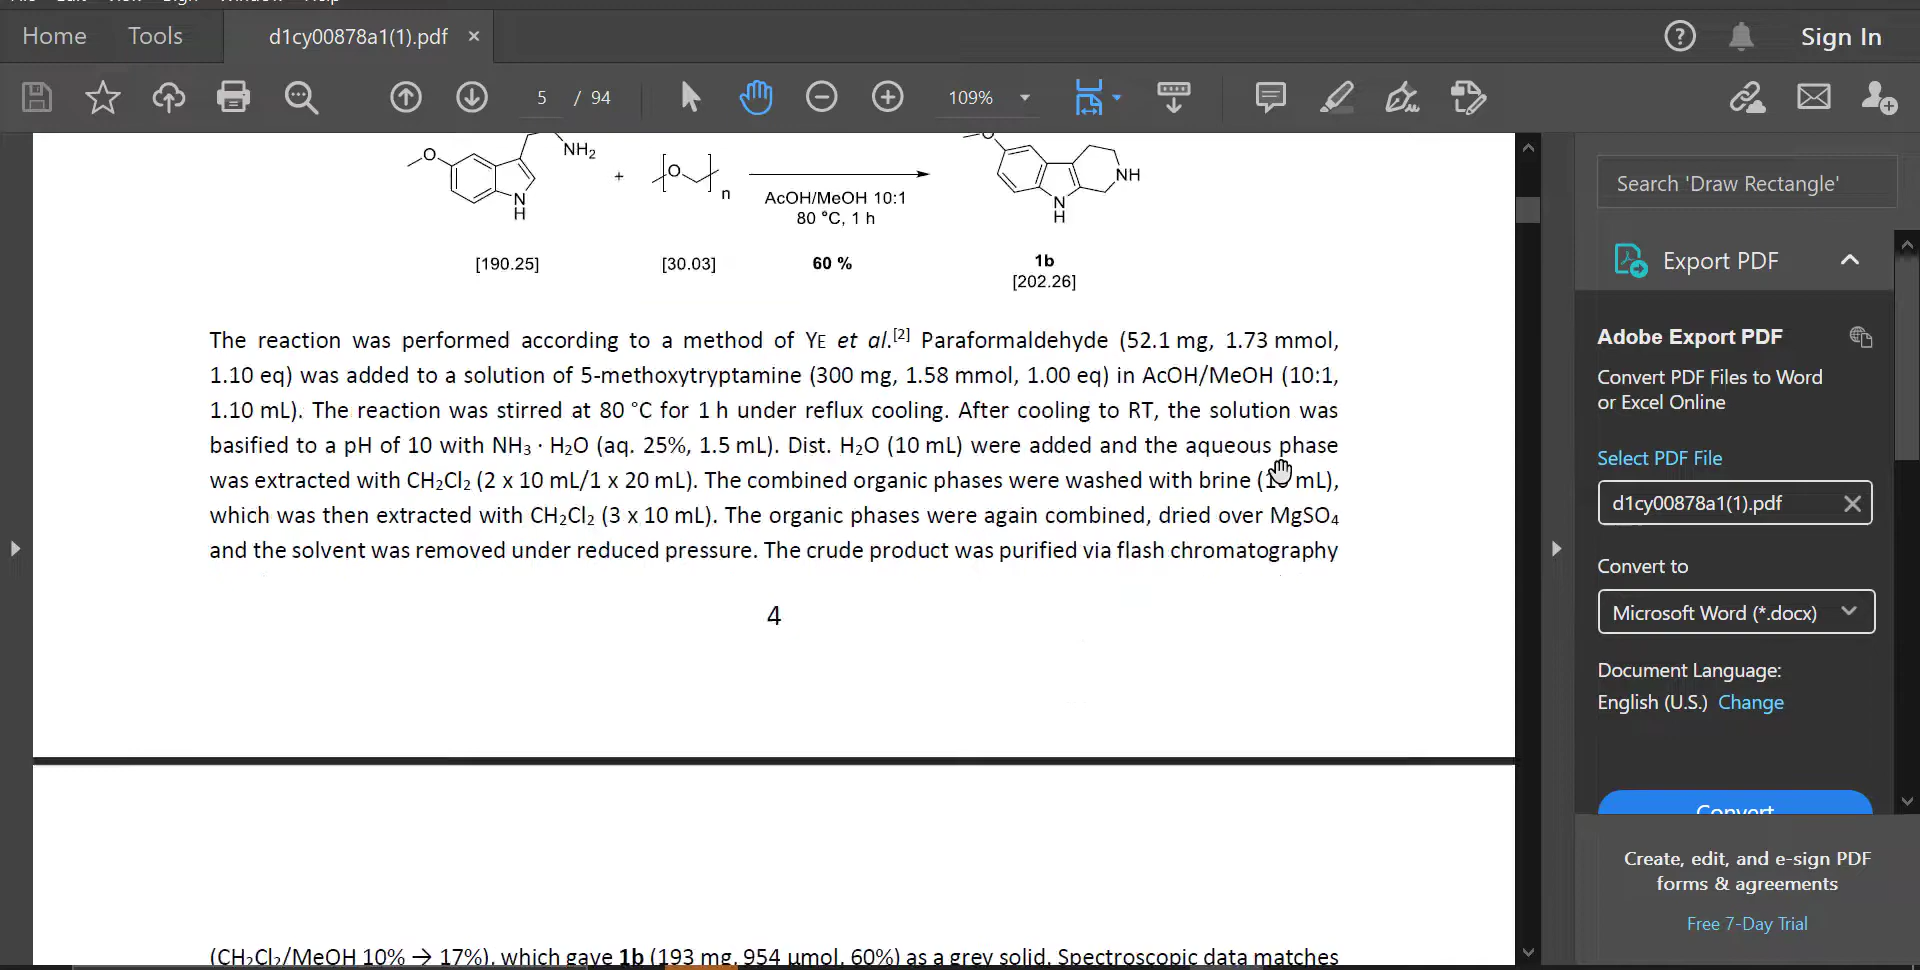 Home Tools d1cy00878a1(1).pdf × Sign In
5 / 94 109%
NH2
O
+
O
n
N
H
AcOH/MeOH 10:1
80 °C, 1 h
O
NH
N
H
[190.25] [30.03] 60 % 1b
[202.26]
The reaction was performed according to a method of YE et al.[2] Paraformaldehyde (52.1 mg, 1.73 mmol,
1.10 eq) was added to a solution of 5-methoxytryptamine (300 mg, 1.58 mmol, 1.00 eq) in AcOH/MeOH (10:1,
1.10 mL). The reaction was stirred at 80 °C for 1 h under reflux cooling. After cooling to RT, the solution was
basified to a pH of 10 with NH₃ · H₂O (aq. 25%, 1.5 mL). Dist. H₂O (10 mL) were added and the aqueous phase
was extracted with CH₂Cl₂ (2 x 10 mL/1 x 20 mL). The combined organic phases were washed with brine (10 mL),
which was then extracted with CH₂Cl₂ (3 x 10 mL). The organic phases were again combined, dried over MgSO₄
and the solvent was removed under reduced pressure. The crude product was purified via flash chromatography
4
(CH₂Cl₂/MeOH 10% → 17%), which gave 1b (193 mg, 954 µmol, 60%) as a grey solid. Spectroscopic data matches
Search 'Draw Rectangle'
Export PDF
Adobe Export PDF
Convert PDF Files to Word
or Excel Online
Select PDF File
d1cy00878a1(1).pdf
Convert to
Microsoft Word (*.docx)
Document Language:
English (U.S.) Change
Convert
Create, edit, and e-sign PDF
forms & agreements
Free 7-Day Trial